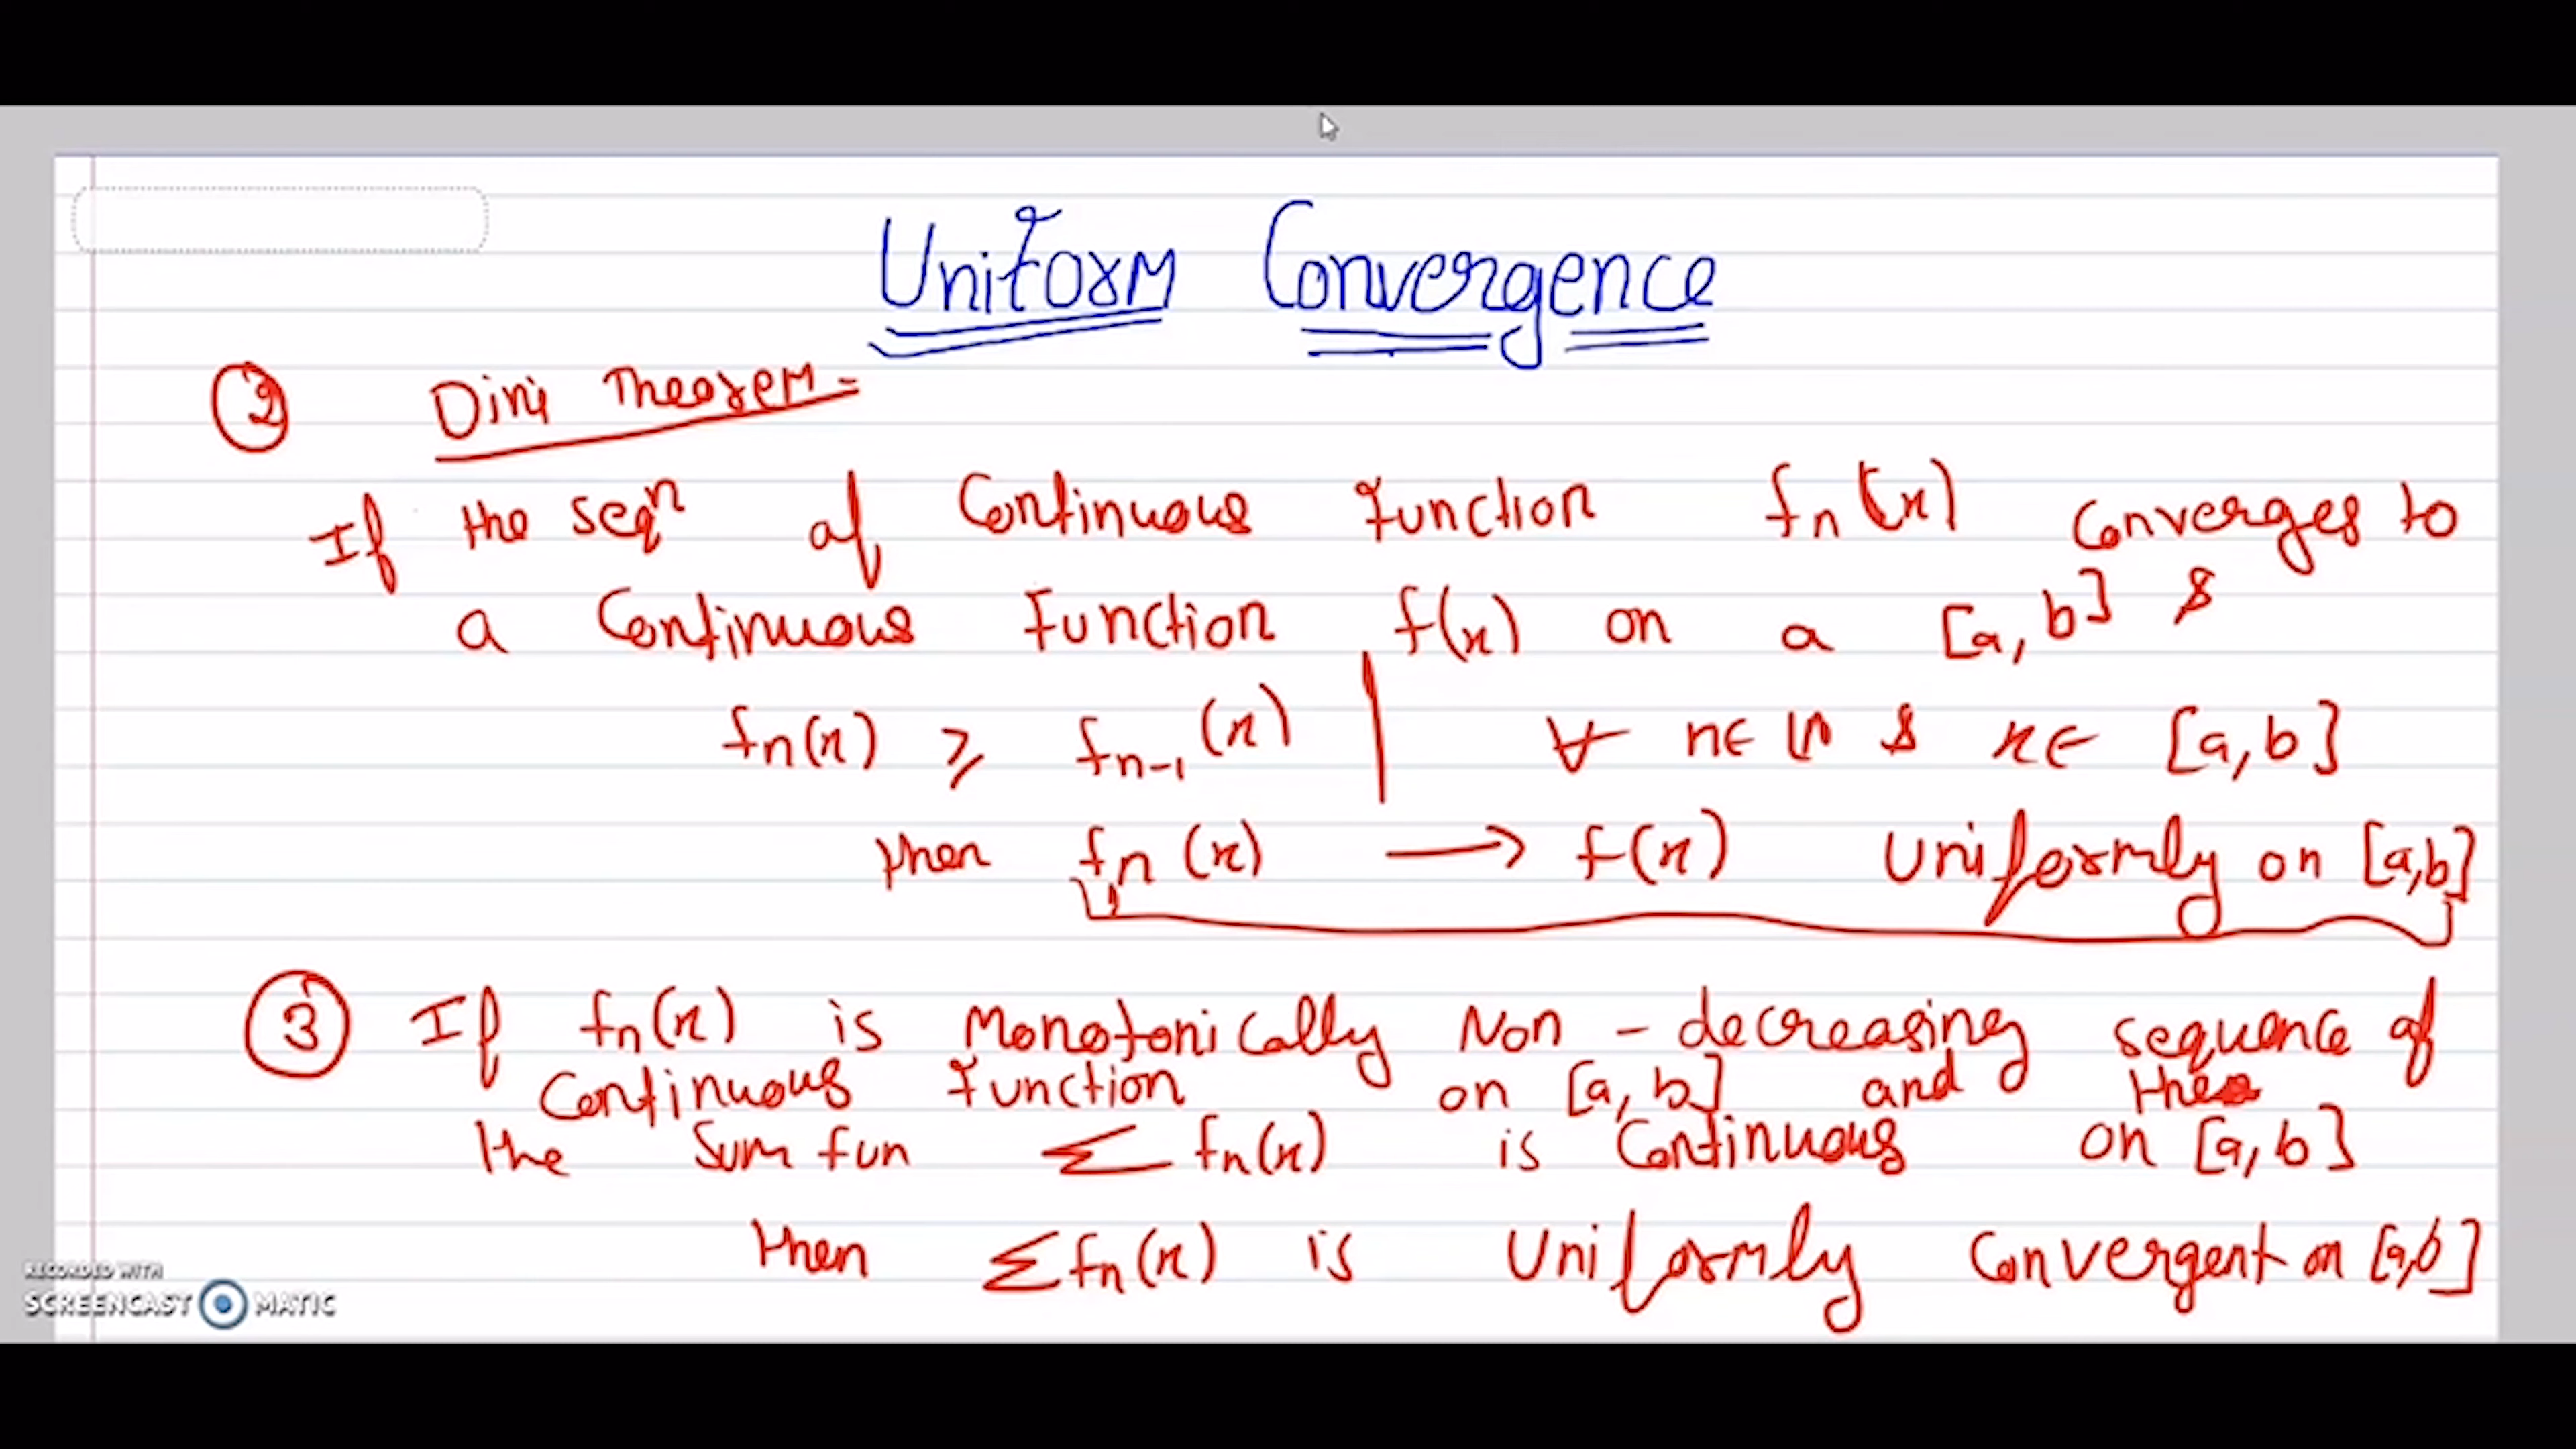 Uniform Convergence
② Dini Theorem -
If the seqⁿ of Continuous function fₙ(x) Converges to
a Continuous Function f(x) on a [a, b] &
fₙ(x) ⩾ fₙ₋₁(x) | ∀ n∈ ℕ & x∈ [a, b]
then fₙ(x) → f(x) Uniformly on [a,b]
③ If fₙ(x) is Monotonically Non - decreasing sequence of
Continuous function on [a, b] and the
the Sum fun Σ fₙ(x) is Continuous on [a, b]
then Σ fₙ(x) is Uniformly Convergent on [a,b]
RECORDED WITH
SCREENCAST MATIC